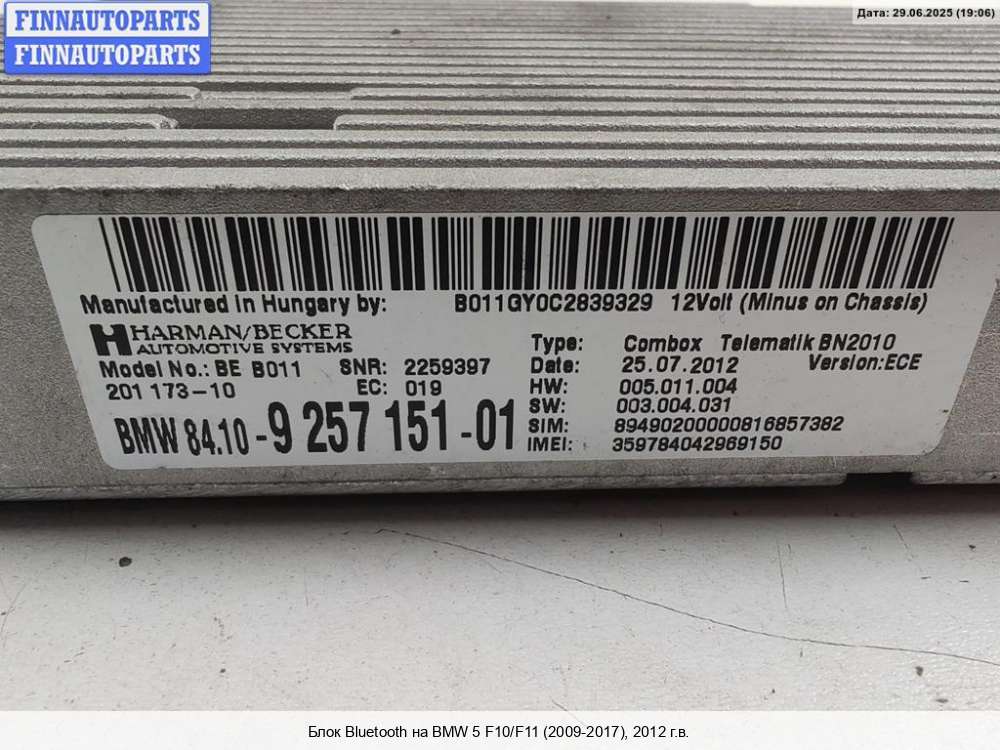 FINNAUTOPARTS
FINNAUTOPARTS
Дата: 29.06.2025 (19:06)
Manufactured in Hungary by: B011GY0C2839329 12Volt (Minus on Chassis)
HARMAN/BECKER
AUTOMOTIVE SYSTEMS
Model No.: BE B011 SNR: 2259397
201 173-10 EC: 019
BMW 84.10 -9 257 151 -01
Type: Combox Telematik BN2010
Date: 25.07.2012 Version:ECE
HW: 005.011.004
SW: 003.004.031
SIM: 89490200000816857382
IMEI: 359784042969150
Блок Bluetooth на BMW 5 F10/F11 (2009-2017), 2012 г.в.